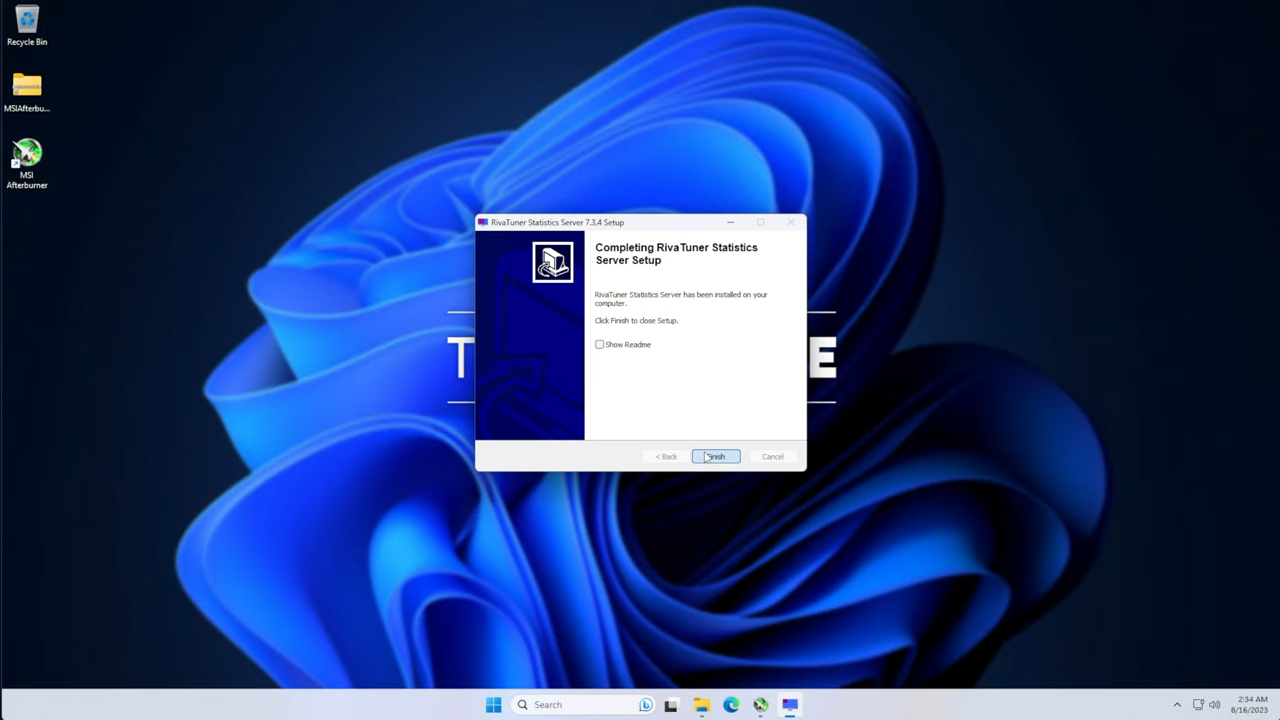 Recycle Bin
MSIAfterbu...
MSI
Afterburner
RivaTuner Statistics Server 7.3.4 Setup
Completing RivaTuner Statistics
Server Setup
RivaTuner Statistics Server has been installed on your
computer.
Click Finish to close Setup.
Show Readme
T
E
< Back
Finish
Cancel
Search
2:34 AM
8/16/2023